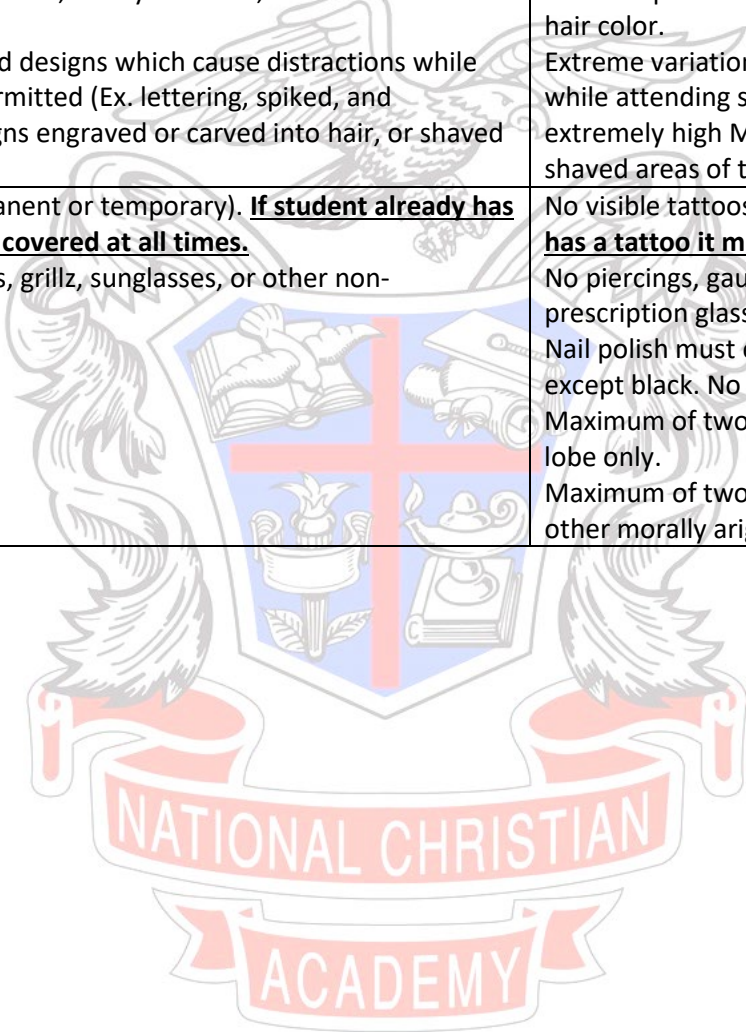 hair color.
d designs which cause distractions while
rmitted (Ex. lettering, spiked, and
gns engraved or carved into hair, or shaved
Extreme variation
while attending s
extremely high M
shaved areas of t
anent or temporary). If student already has
covered at all times.
s, grillz, sunglasses, or other non-
No visible tattoos
has a tattoo it m
No piercings, gau
prescription glass
Nail polish must
except black. No
Maximum of two
lobe only.
Maximum of two
other morally ari
NATIONAL CHRISTIAN
ACADEMY